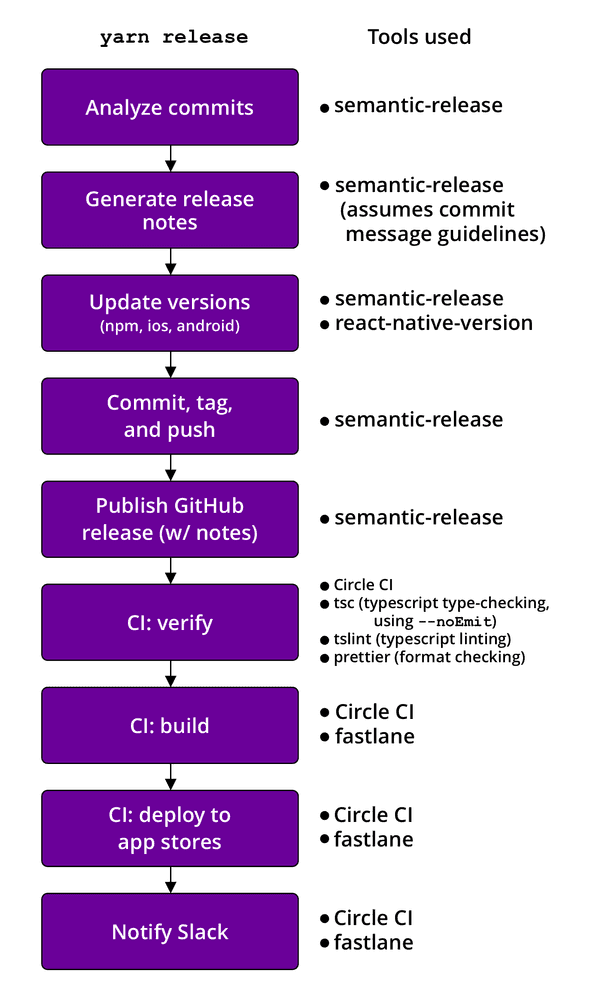 yarn release
Tools used
Analyze commits
● semantic-release
Generate release
notes
● semantic-release
(assumes commit
message guidelines)
Update versions
(npm, ios, android)
● semantic-release
● react-native-version
Commit, tag,
and push
● semantic-release
Publish GitHub
release (w/ notes)
● semantic-release
CI: verify
● Circle CI
● tsc (typescript type-checking,
using --noEmit)
● tslint (typescript linting)
● prettier (format checking)
CI: build
● Circle CI
● fastlane
CI: deploy to
app stores
● Circle CI
● fastlane
Notify Slack
● Circle CI
● fastlane